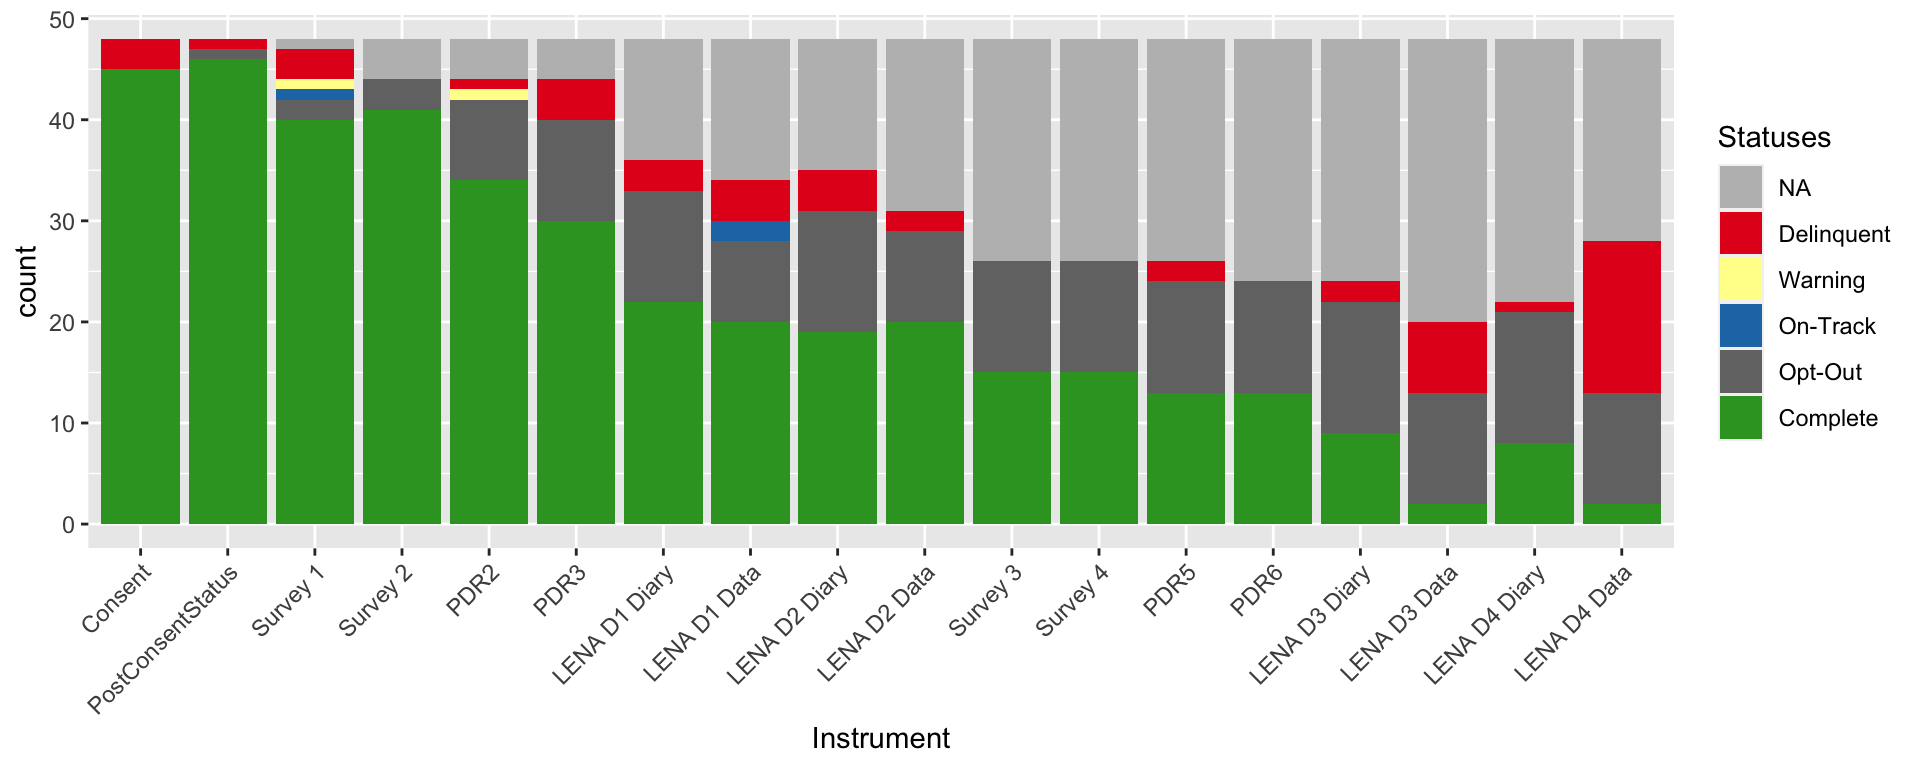 50
40
30
20
10
0
count
Consent
PostConsentStatus
Survey 1
Survey 2
PDR2
PDR3
LENA D1 Diary
LENA D1 Data
LENA D2 Diary
LENA D2 Data
Survey 3
Survey 4
PDR5
PDR6
LENA D3 Diary
LENA D3 Data
LENA D4 Diary
LENA D4 Data
Instrument
Statuses
NA
Delinquent
Warning
On-Track
Opt-Out
Complete